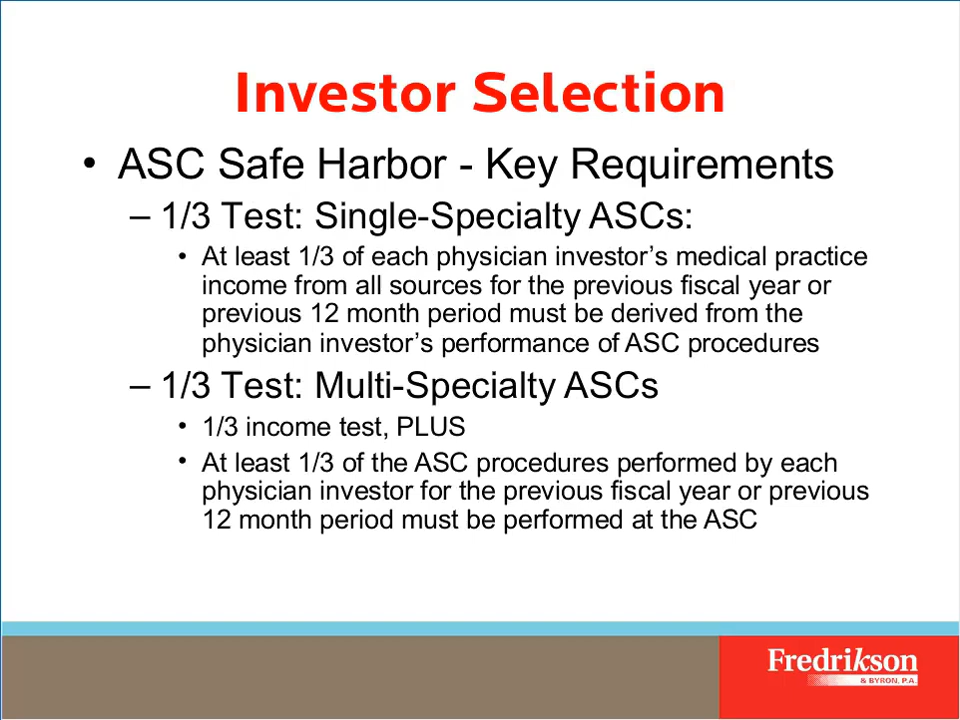 Investor Selection
• ASC Safe Harbor - Key Requirements
– 1/3 Test: Single-Specialty ASCs:
• At least 1/3 of each physician investor’s medical practice
income from all sources for the previous fiscal year or
previous 12 month period must be derived from the
physician investor’s performance of ASC procedures
– 1/3 Test: Multi-Specialty ASCs
• 1/3 income test, PLUS
• At least 1/3 of the ASC procedures performed by each
physician investor for the previous fiscal year or previous
12 month period must be performed at the ASC
Fredrikson
& BYRON, P.A.